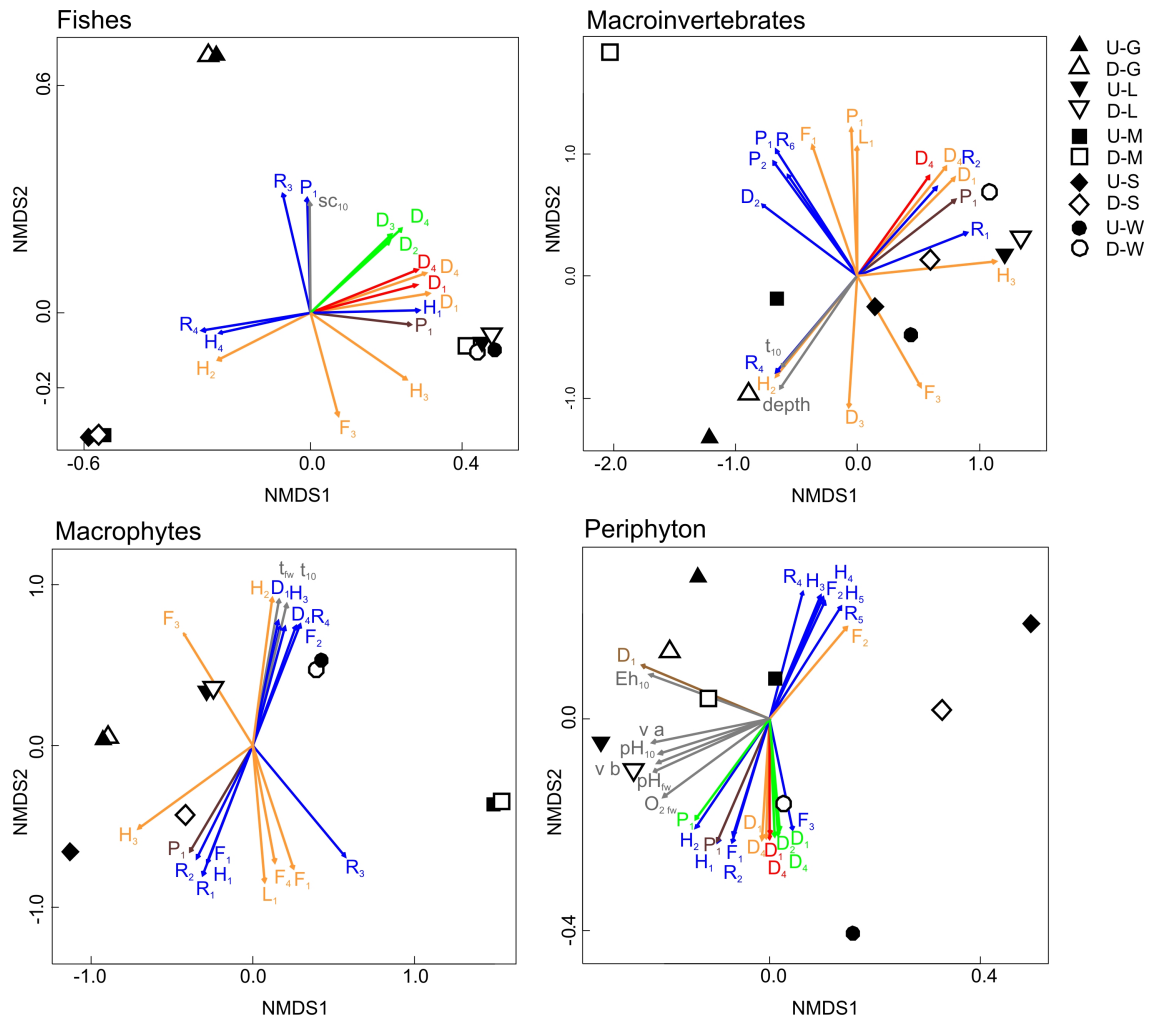 Fishes
NMDS2
0.6
0.0
-0.2
-0.6
0.0
0.4
NMDS1
R3
P1
sc10
D3
D4
D2
D4
D4
D1
D1
H1
P1
R4
H4
H2
H3
F3
Macroinvertebrates
NMDS2
1.0
0.0
-1.0
-2.0
-1.0
0.0
1.0
NMDS1
P1
F1
L1
P1 R6
P2
D2
D4
D4
R2
D1
P1
R1
H3
t10
R4
H2
depth
D3
F3
U-G
D-G
U-L
D-L
U-M
D-M
U-S
D-S
U-W
D-W
Macrophytes
NMDS2
1.0
0.0
-1.0
-1.0
0.0
1.0
NMDS1
tfw t10
H2 D1 H3
F3
D4 R4
F2
H3
P1
R2
F1
H1
R1
L1
F4
F1
R3
Periphyton
NMDS2
0.0
-0.4
0.0
0.4
NMDS1
R4
H3
H4
F2
H5
R5
F2
D1
Eh10
v a
pH10
v b
pHfw
O2 fw
P1
H2
P1
H1
F1
R2
D1
D1
D4
D2
D1
D4
F3